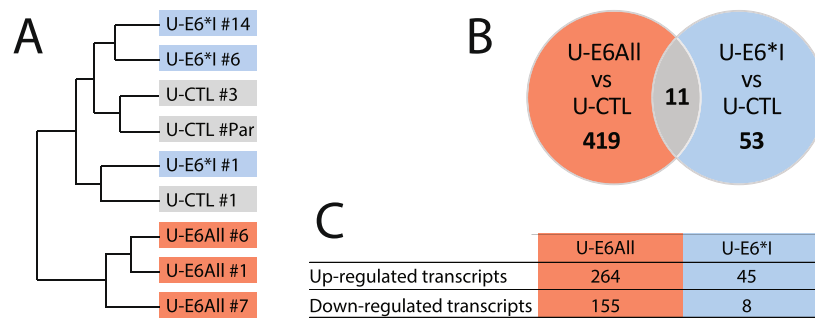 A
U-E6*I #14
U-E6*I #6
U-CTL #3
U-CTL #Par
U-E6*I #1
U-CTL #1
U-E6All #6
U-E6All #1
U-E6All #7
B
U-E6All
vs
U-CTL
419
11
U-E6*I
vs
U-CTL
53
C
U-E6All U-E6*I
Up-regulated transcripts 264 45
Down-regulated transcripts 155 8